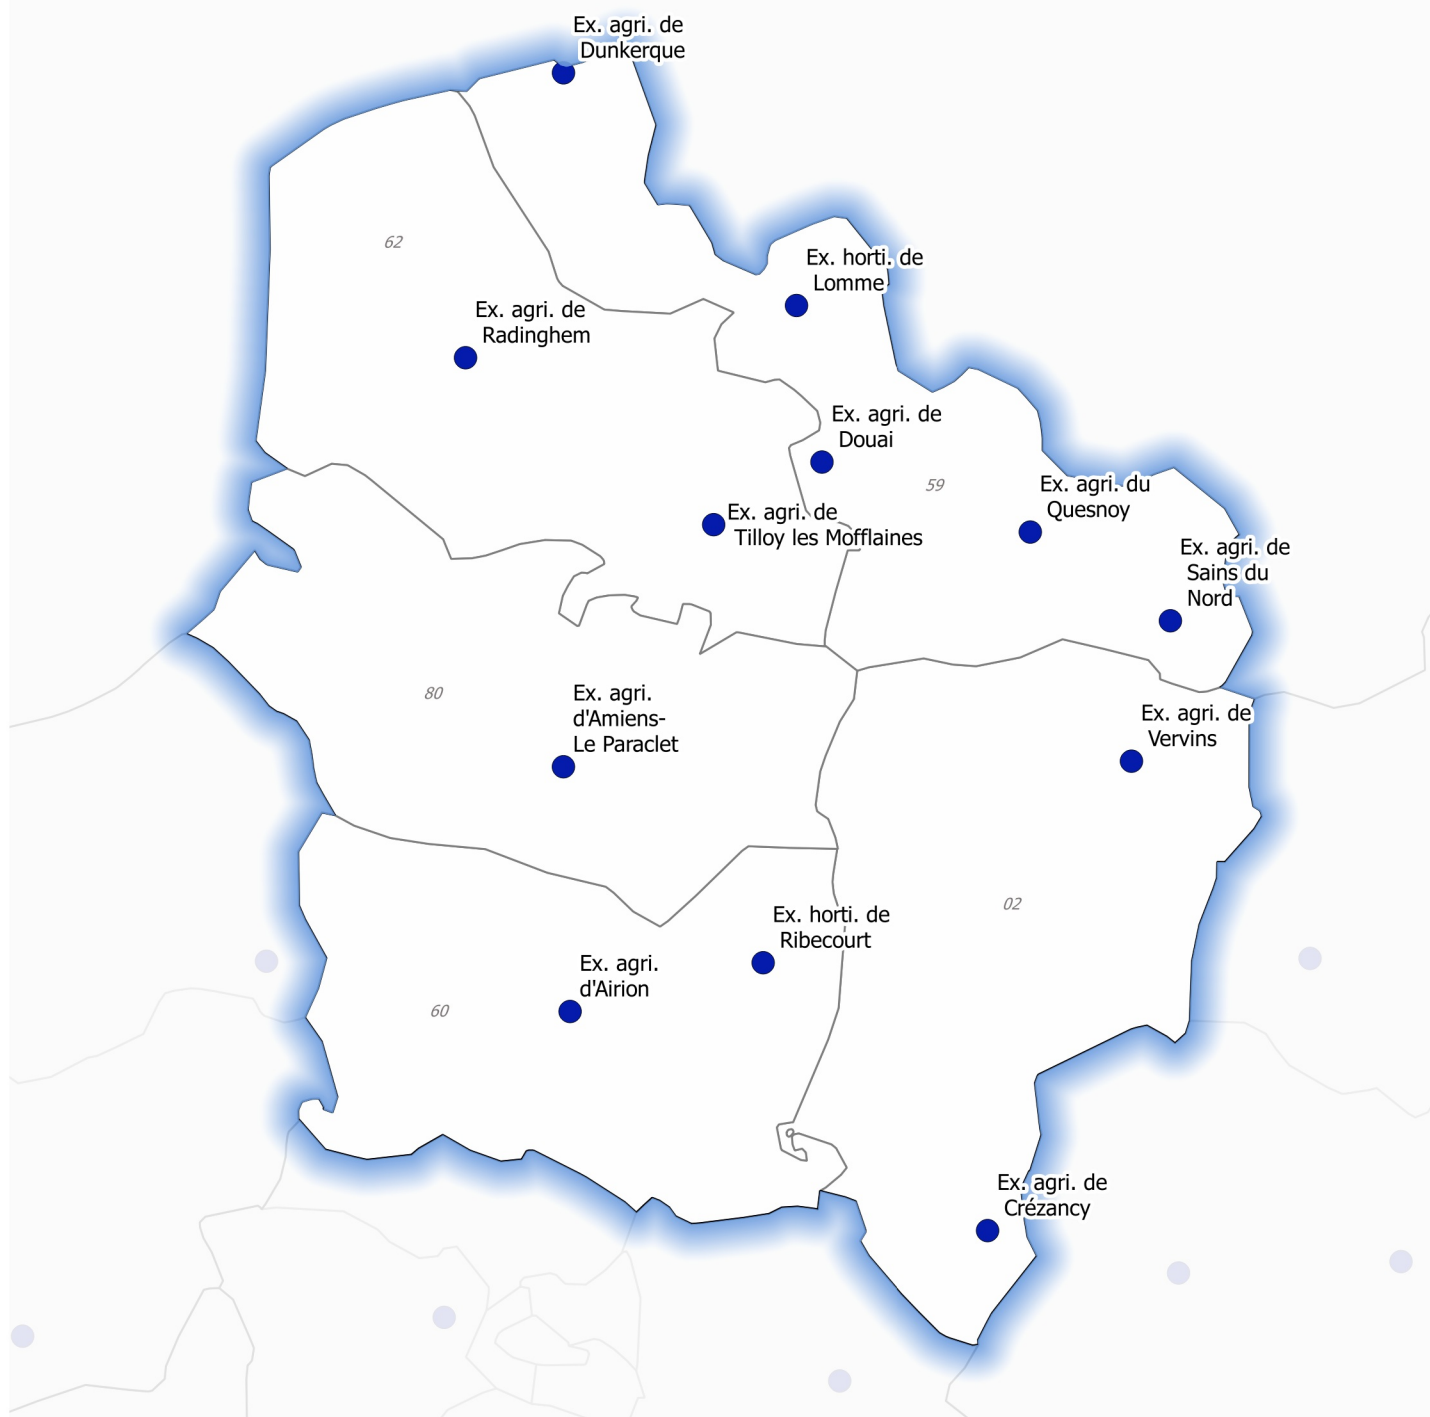 Ex. agri. de
Dunkerque
62
Ex. horti. de
Lomme
Ex. agri. de
Radinghem
Ex. agri. de
Douai
59
Ex. agri. du
Quesnoy
Ex. agri. de
Tilloy les Mofflaines
Ex. agri. de
Sains du
Nord
80
Ex. agri.
d'Amiens-
Le Paraclet
Ex. agri. de
Vervins
02
Ex. horti. de
Ribecourt
Ex. agri.
d'Airion
60
Ex. agri. de
Crézancy